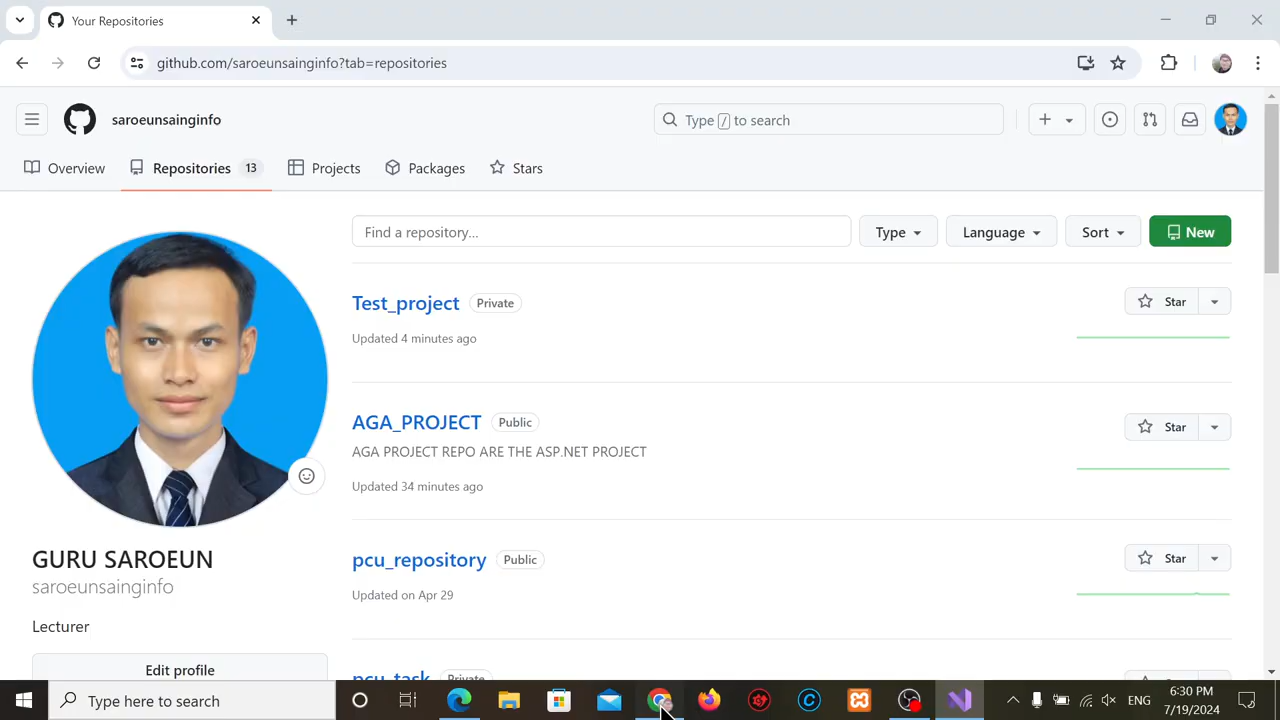 Your Repositories
github.com/saroeunsainginfo?tab=repositories
saroeunsainginfo
Type / to search
Overview
Repositories 13
Projects
Packages
Stars
Find a repository...
Type
Language
Sort
New
Test_project Private
Star
Updated 4 minutes ago
AGA_PROJECT Public
Star
AGA PROJECT REPO ARE THE ASP.NET PROJECT
Updated 34 minutes ago
pcu_repository Public
Star
Updated on Apr 29
pcu_task Private
GURU SAROEUN
saroeunsainginfo
Lecturer
Edit profile
Type here to search
ENG
6:30 PM
7/19/2024